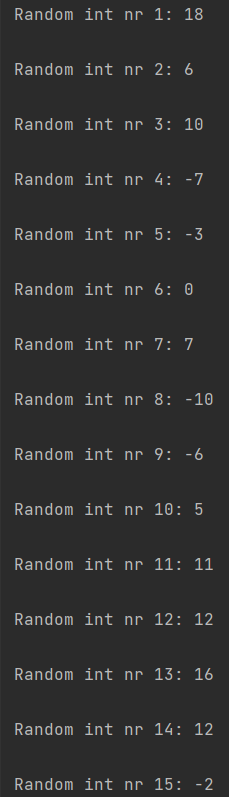 Random int nr 1: 18
Random int nr 2: 6
Random int nr 3: 10
Random int nr 4: -7
Random int nr 5: -3
Random int nr 6: 0
Random int nr 7: 7
Random int nr 8: -10
Random int nr 9: -6
Random int nr 10: 5
Random int nr 11: 11
Random int nr 12: 12
Random int nr 13: 16
Random int nr 14: 12
Random int nr 15: -2